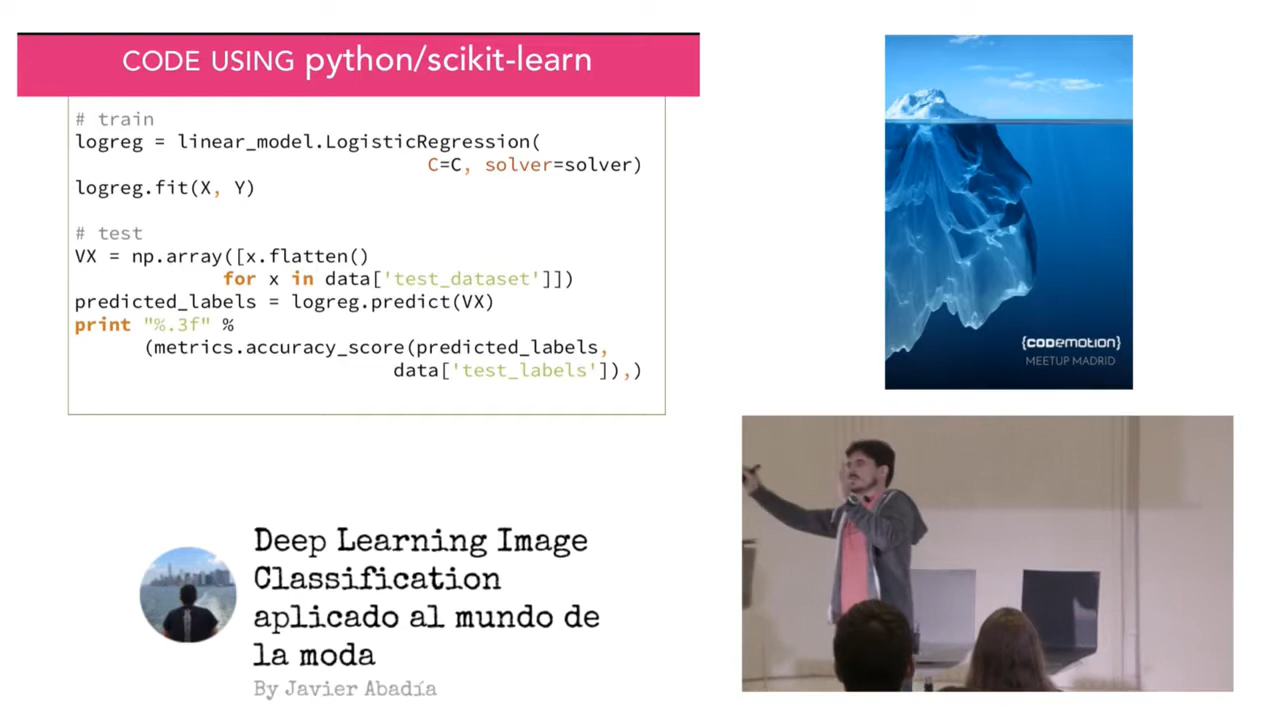 CODE USING python/scikit-learn
# train
logreg = linear_model.LogisticRegression(
C=C, solver=solver)
logreg.fit(X, Y)
# test
VX = np.array([x.flatten()
for x in data['test_dataset']])
predicted_labels = logreg.predict(VX)
print "%.3f" %
(metrics.accuracy_score(predicted_labels,
data['test_labels']),)
{CODEMOTION}
MEETUP MADRID
Deep Learning Image
Classification
aplicado al mundo de
la moda
By Javier Abadía